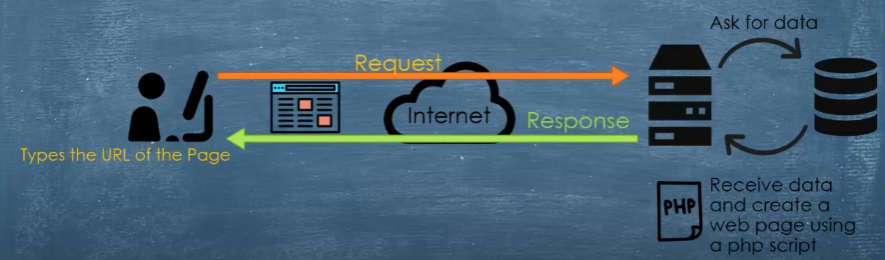 Ask for data
Request
Internet
Response
Types the URL of the Page
PHP
Receive data
and create a
web page using
a php script